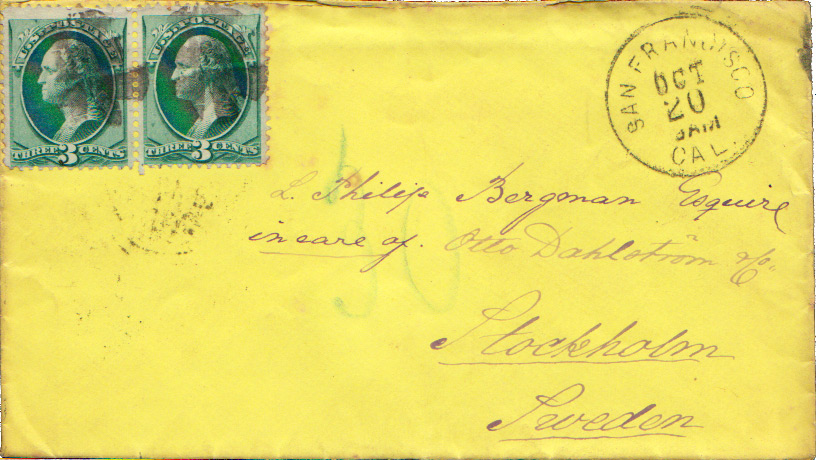 U.S. POSTAGE U.S. POSTAGE
THREE 3 CENTS THREE 3 CENTS
SAN FRANCISCO
OCT
20
CAL.
L. Philip Bergman Esquire
in care of. Otto Dahlström & Co.
Stockholm
Sweden